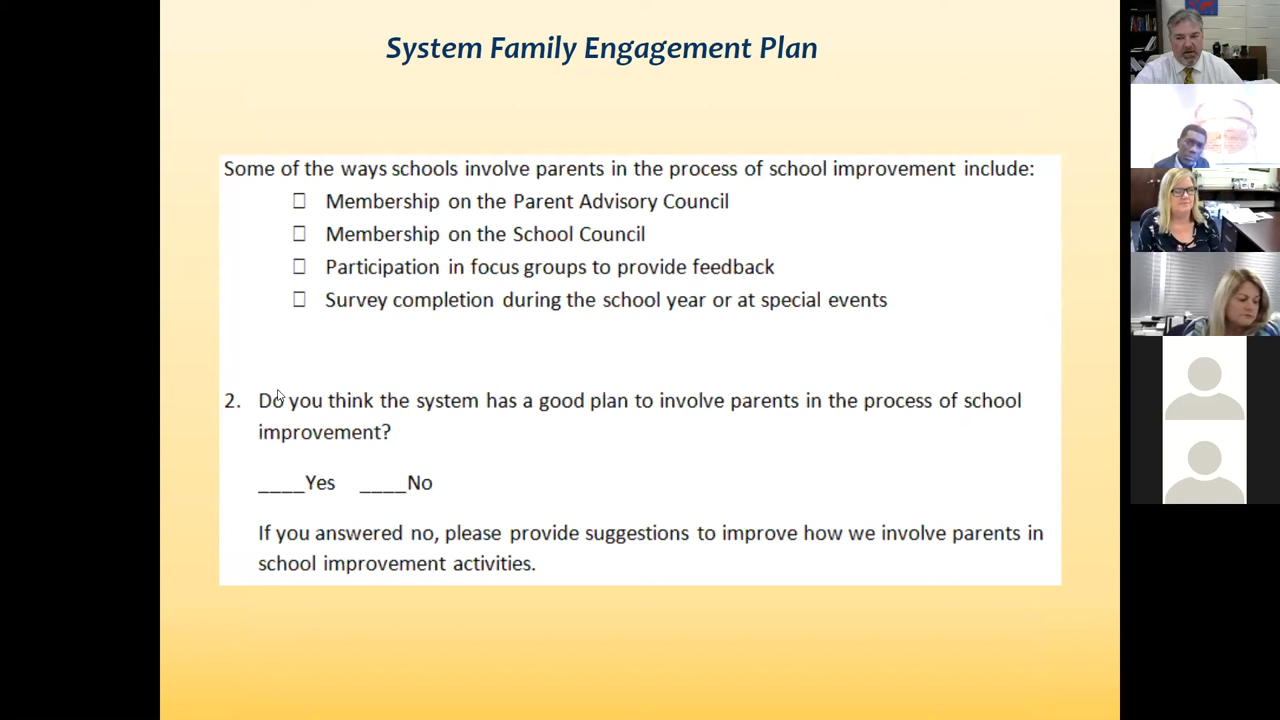 System Family Engagement Plan
Some of the ways schools involve parents in the process of school improvement include:
Membership on the Parent Advisory Council
Membership on the School Council
Participation in focus groups to provide feedback
Survey completion during the school year or at special events
2. Do you think the system has a good plan to involve parents in the process of school
improvement?
____Yes ____No
If you answered no, please provide suggestions to improve how we involve parents in
school improvement activities.